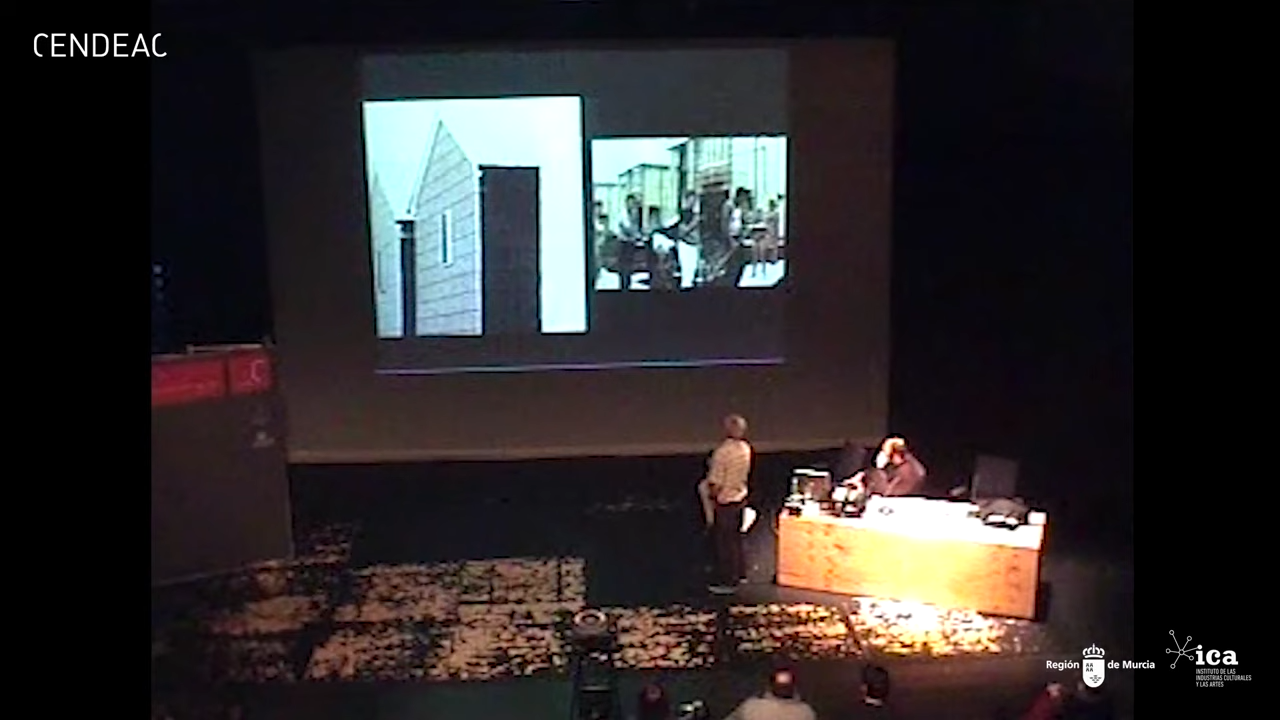 CENDEAC
Región de Murcia
ica
INSTITUTO DE LAS
INDUSTRIAS CULTURALES
Y LAS ARTES